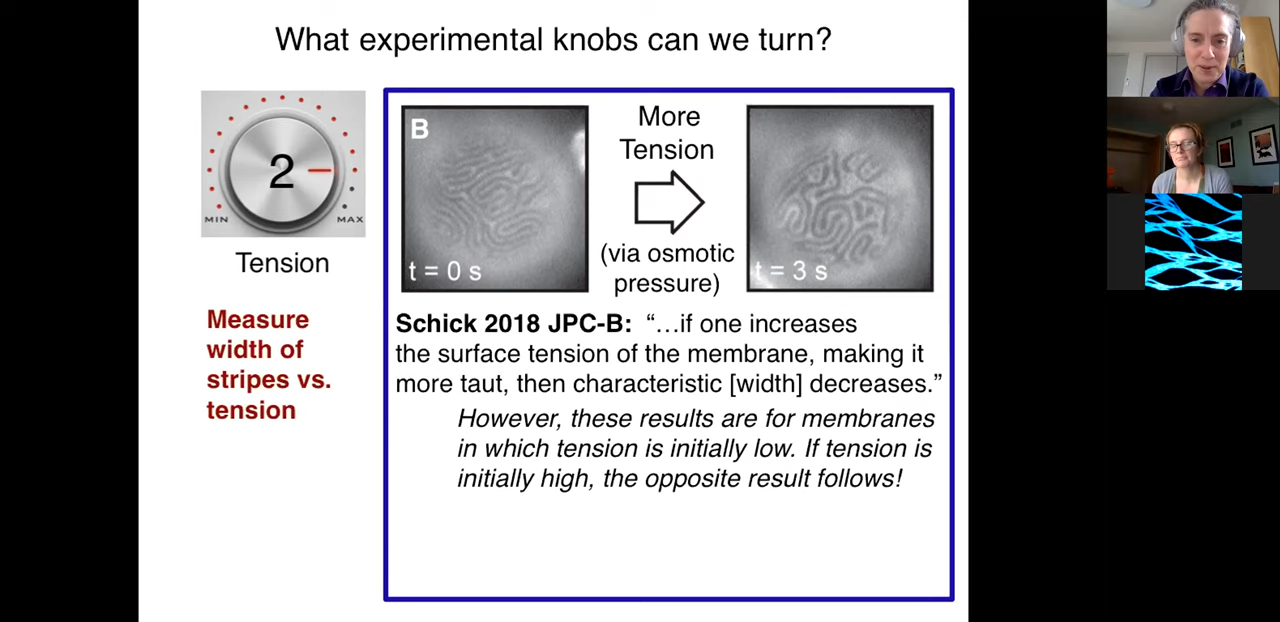 What experimental knobs can we turn?
2
MIN
MAX
Tension
Measure
width of
stripes vs.
tension
B
t = 0 s
More
Tension
(via osmotic
pressure)
t = 3 s
Schick 2018 JPC-B: “…if one increases
the surface tension of the membrane, making it
more taut, then characteristic [width] decreases.”
However, these results are for membranes
in which tension is initially low. If tension is
initially high, the opposite result follows!